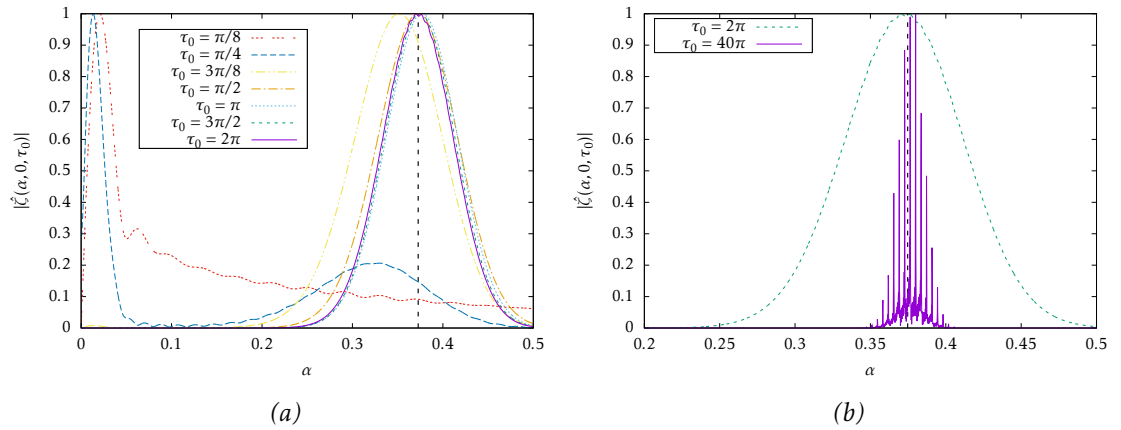 |ζ̂(α, 0, τ₀)|
1
0.9
0.8
0.7
0.6
0.5
0.4
0.3
0.2
0.1
0
τ₀ = π/8
τ₀ = π/4
τ₀ = 3π/8
τ₀ = π/2
τ₀ = π
τ₀ = 3π/2
τ₀ = 2π
0 0.1 0.2 0.3 0.4 0.5
α
(a)
|ζ̂(α, 0, τ₀)|
1
0.9
0.8
0.7
0.6
0.5
0.4
0.3
0.2
0.1
0
τ₀ = 2π
τ₀ = 40π
0.2 0.25 0.3 0.35 0.4 0.45 0.5
α
(b)